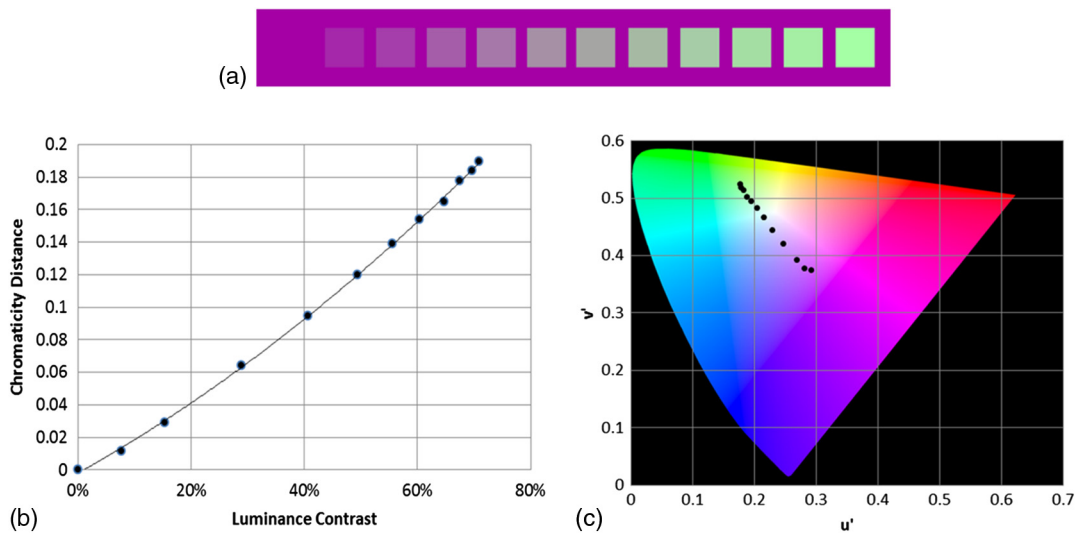 (a)
0.2
0.18
0.16
0.14
0.12
0.1
0.08
0.06
0.04
0.02
0
Chromaticity Distance
0% 20% 40% 60% 80%
Luminance Contrast
(b)
0.6
0.5
0.4
0.3
0.2
0.1
0
v'
0 0.1 0.2 0.3 0.4 0.5 0.6 0.7
u'
(c)